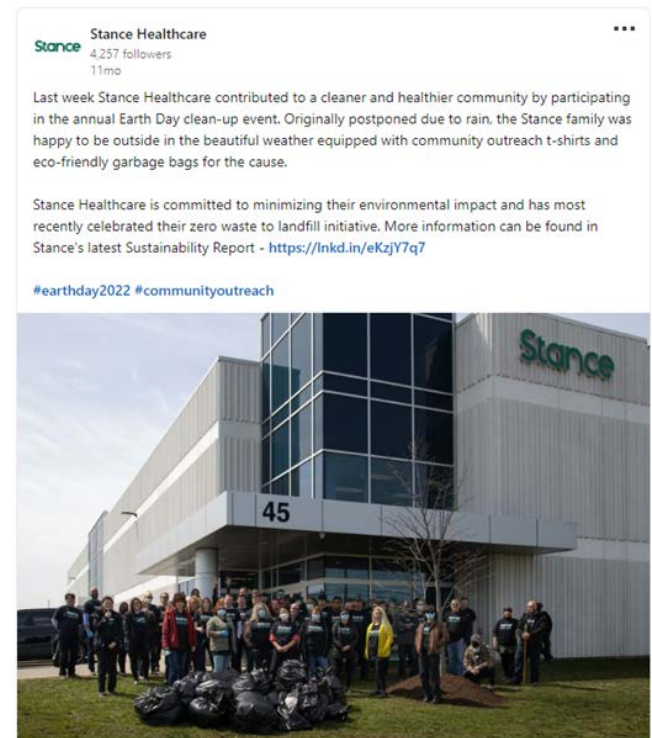 Stance
Stance Healthcare
4,257 followers
11mo
Last week Stance Healthcare contributed to a cleaner and healthier community by participating
in the annual Earth Day clean-up event. Originally postponed due to rain, the Stance family was
happy to be outside in the beautiful weather equipped with community outreach t-shirts and
eco-friendly garbage bags for the cause.
Stance Healthcare is committed to minimizing their environmental impact and has most
recently celebrated their zero waste to landfill initiative. More information can be found in
Stance's latest Sustainability Report - https://lnkd.in/eKzjY7q7
#earthday2022 #communityoutreach
Stance
45